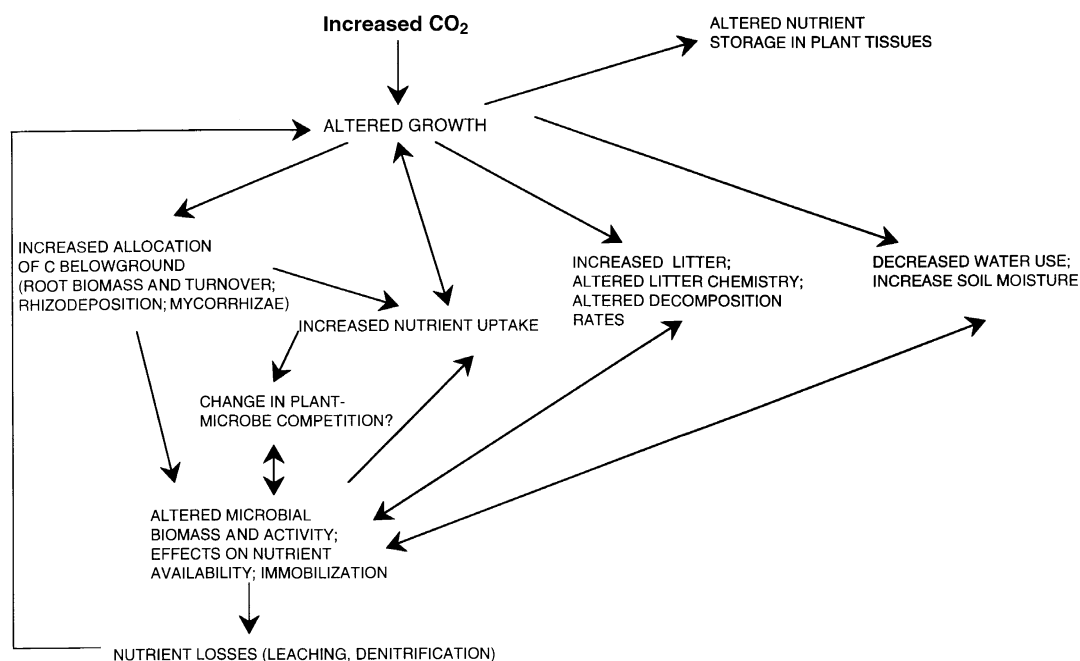 Increased CO₂
ALTERED NUTRIENT
STORAGE IN PLANT TISSUES
ALTERED GROWTH
INCREASED ALLOCATION
OF C BELOWGROUND
(ROOT BIOMASS AND TURNOVER;
RHIZODEPOSITION; MYCORRHIZAE)
INCREASED NUTRIENT UPTAKE
INCREASED LITTER;
ALTERED LITTER CHEMISTRY;
ALTERED DECOMPOSITION
RATES
DECREASED WATER USE;
INCREASE SOIL MOISTURE
CHANGE IN PLANT-
MICROBE COMPETITION?
ALTERED MICROBIAL
BIOMASS AND ACTIVITY;
EFFECTS ON NUTRIENT
AVAILABILITY; IMMOBILIZATION
NUTRIENT LOSSES (LEACHING, DENITRIFICATION)